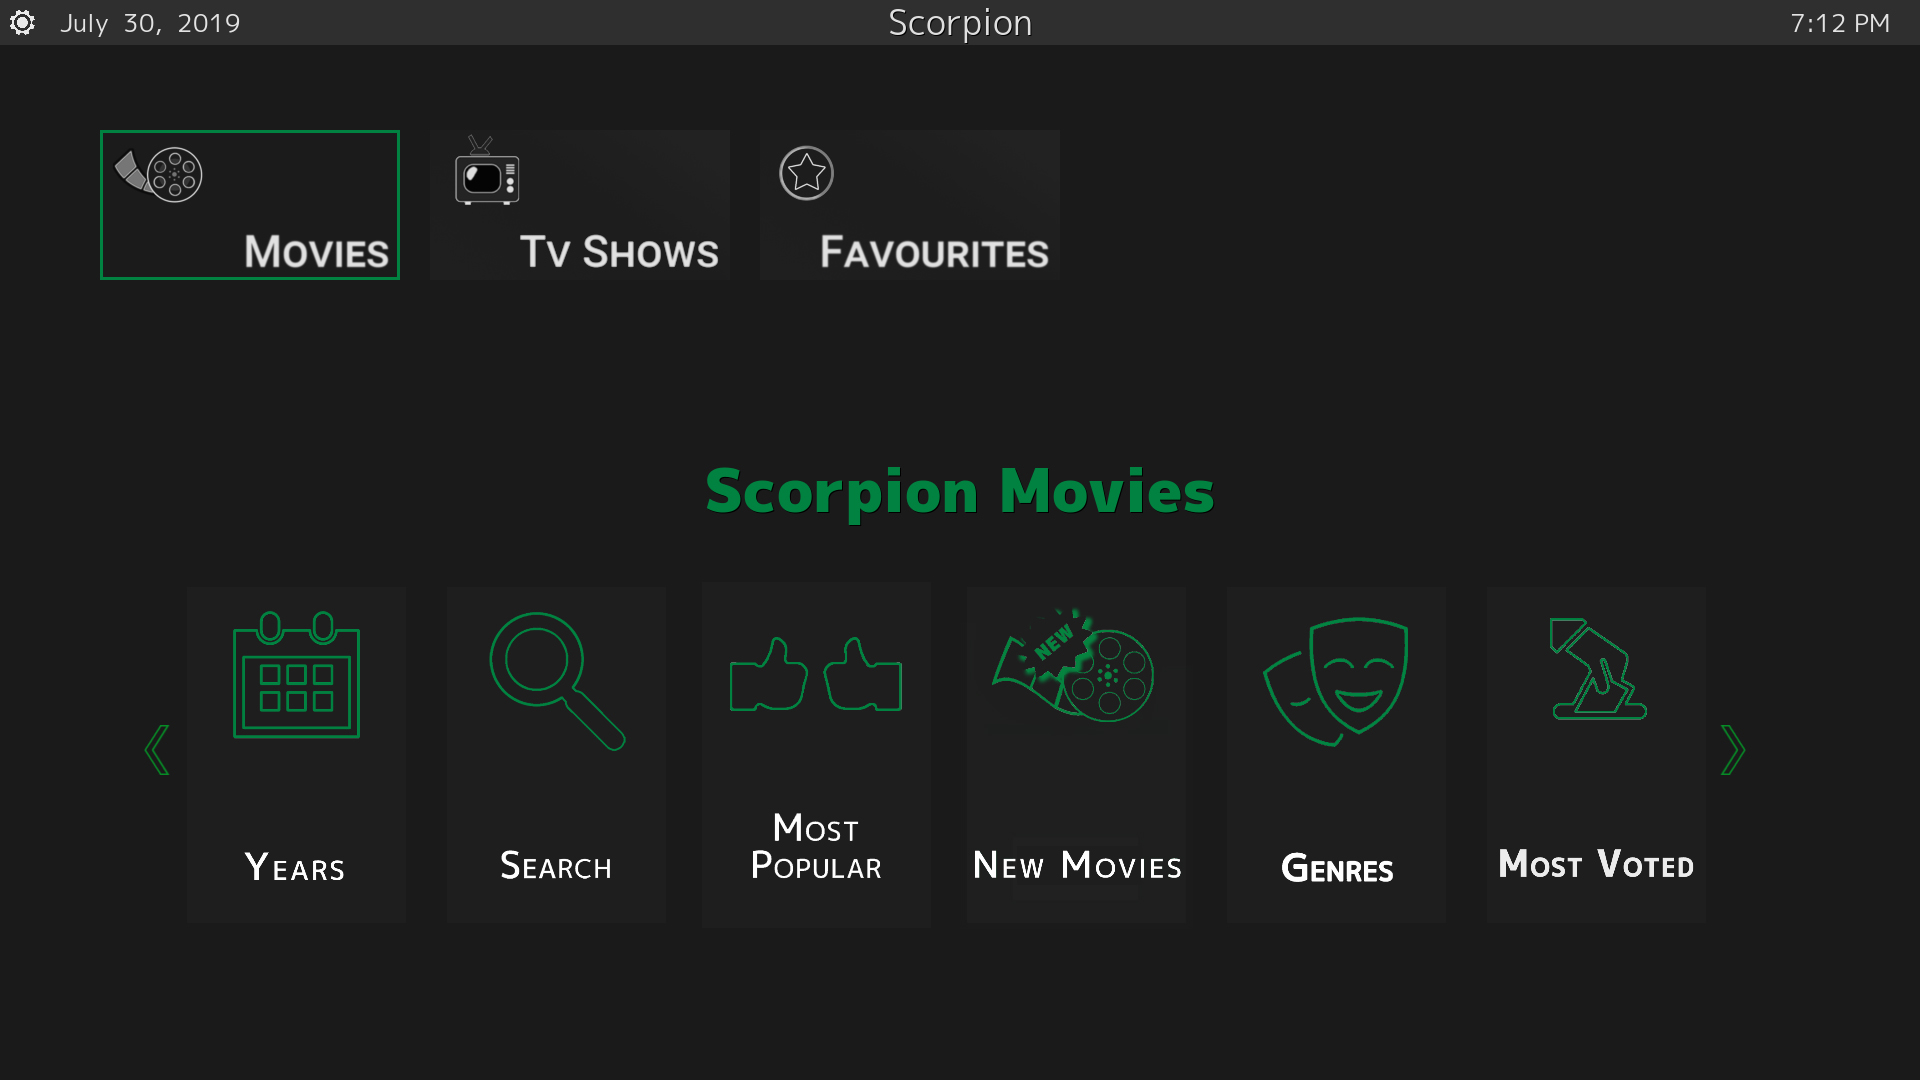 July 30, 2019
Scorpion
7:12 PM
Movies
Tv Shows
Favourites
Scorpion Movies
NEW
Years
Search
Most
Popular
New Movies
Genres
Most Voted